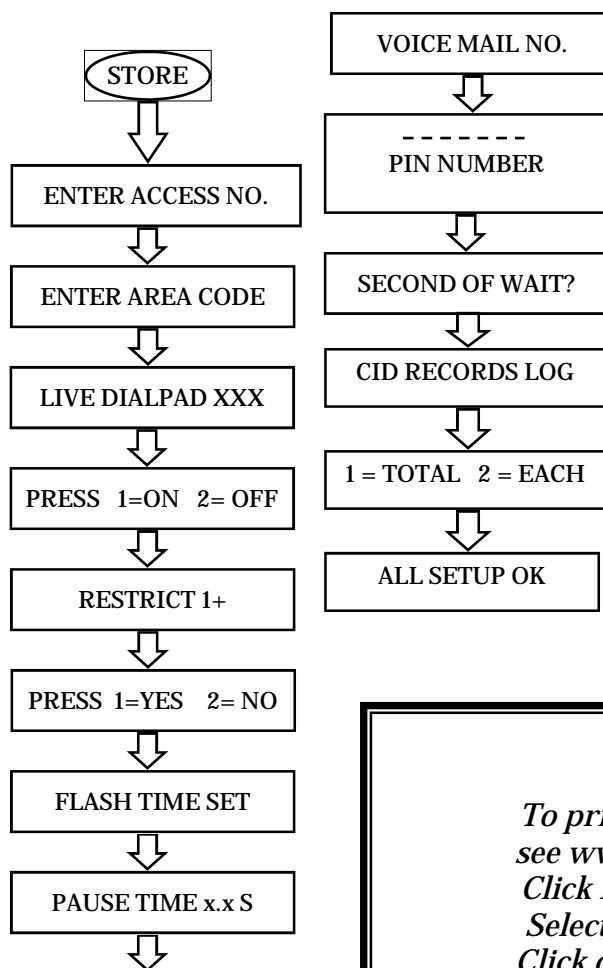 STORE
ENTER ACCESS NO.
ENTER AREA CODE
LIVE DIALPAD XXX
PRESS 1=ON 2= OFF
RESTRICT 1+
PRESS 1=YES 2= NO
FLASH TIME SET
PAUSE TIME x.x S
VOICE MAIL NO.
_ _ _ _ _ _ _
PIN NUMBER
SECOND OF WAIT?
CID RECORDS LOG
1 = TOTAL 2 = EACH
ALL SETUP OK
To
see
Click
Select
Click